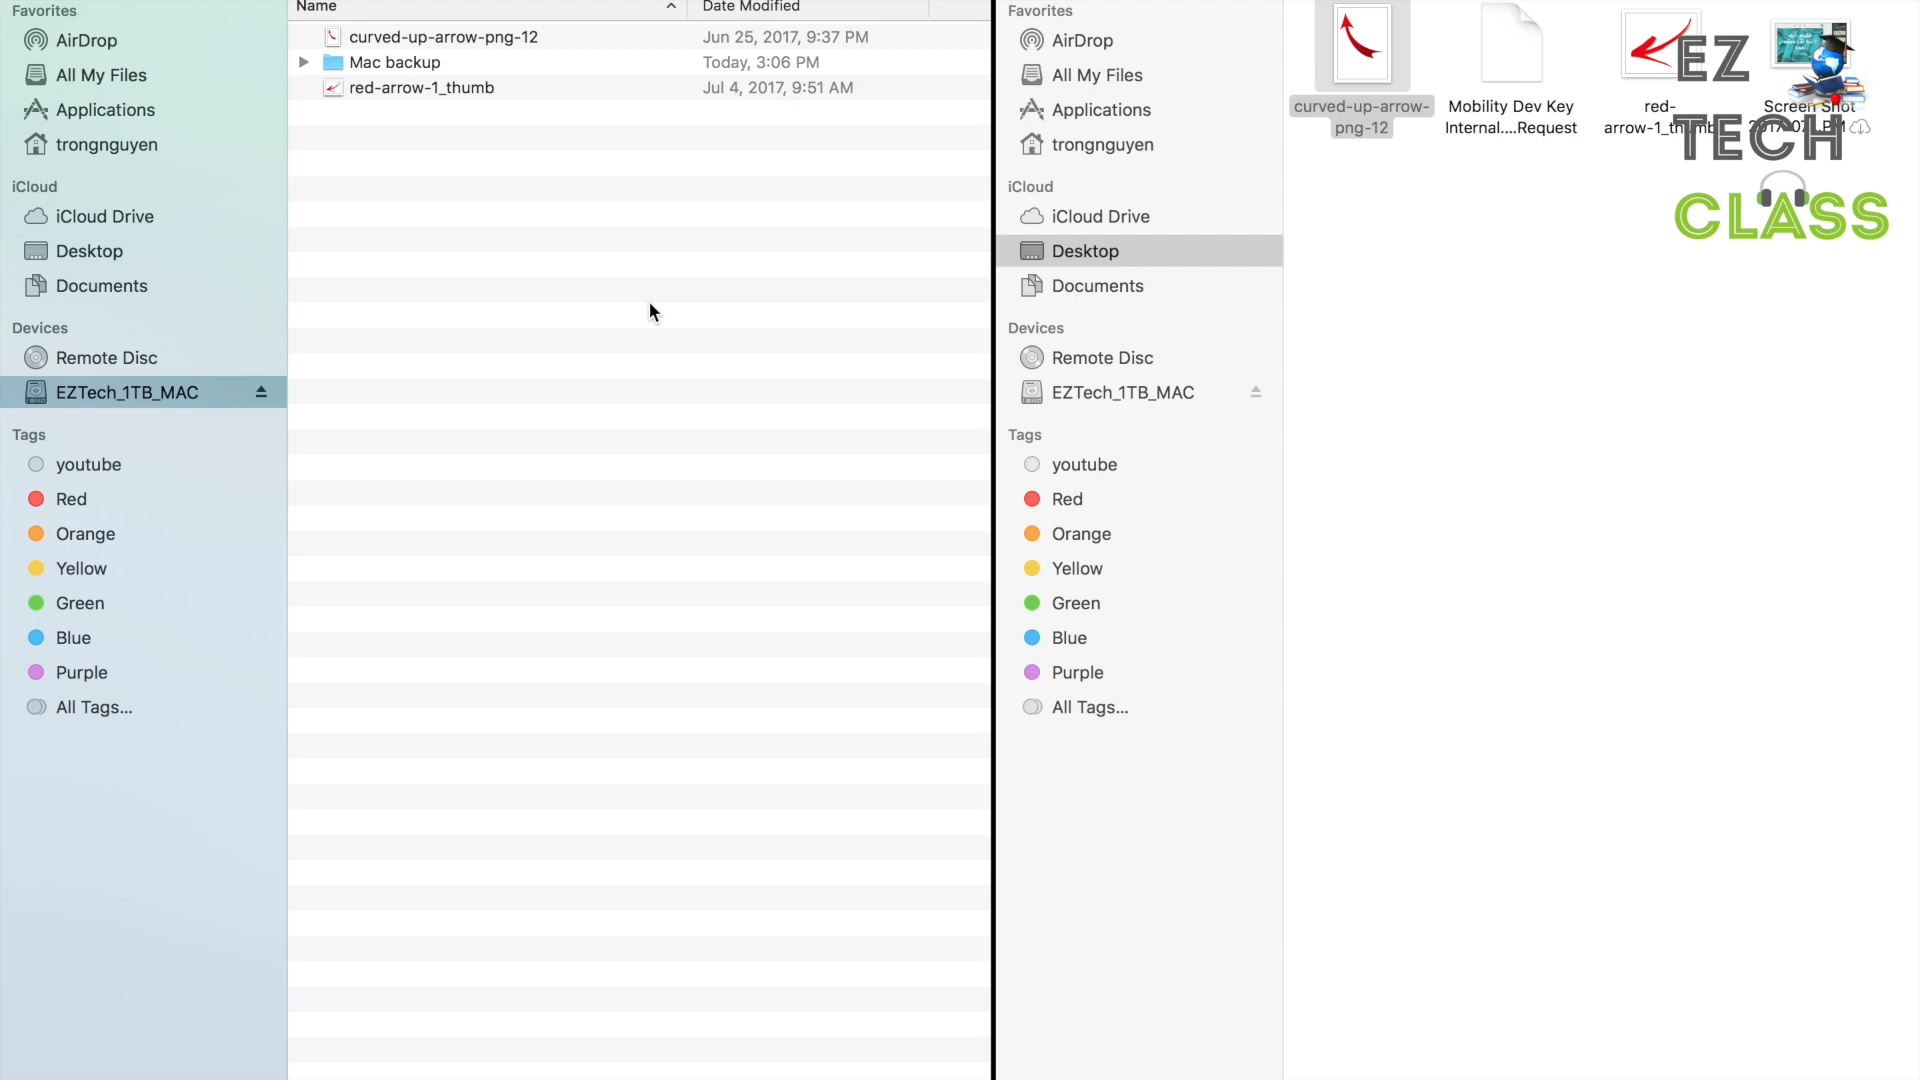 Favorites
AirDrop
All My Files
Applications
trongnguyen
iCloud
iCloud Drive
Desktop
Documents
Devices
Remote Disc
EZTech_1TB_MAC
Tags
youtube
Red
Orange
Yellow
Green
Blue
Purple
All Tags...
Name Date Modified
curved-up-arrow-png-12 Jun 25, 2017, 9:37 PM
Mac backup Today, 3:06 PM
red-arrow-1_thumb Jul 4, 2017, 9:51 AM
Favorites
AirDrop
All My Files
Applications
trongnguyen
iCloud
iCloud Drive
Desktop
Documents
Devices
Remote Disc
EZTech_1TB_MAC
Tags
youtube
Red
Orange
Yellow
Green
Blue
Purple
All Tags...
curved-up-arrow-
png-12
Mobility Dev Key
Internal....Request
red-
arrow-1_thumb
Screen Shot
EZ
TECH
CLASS